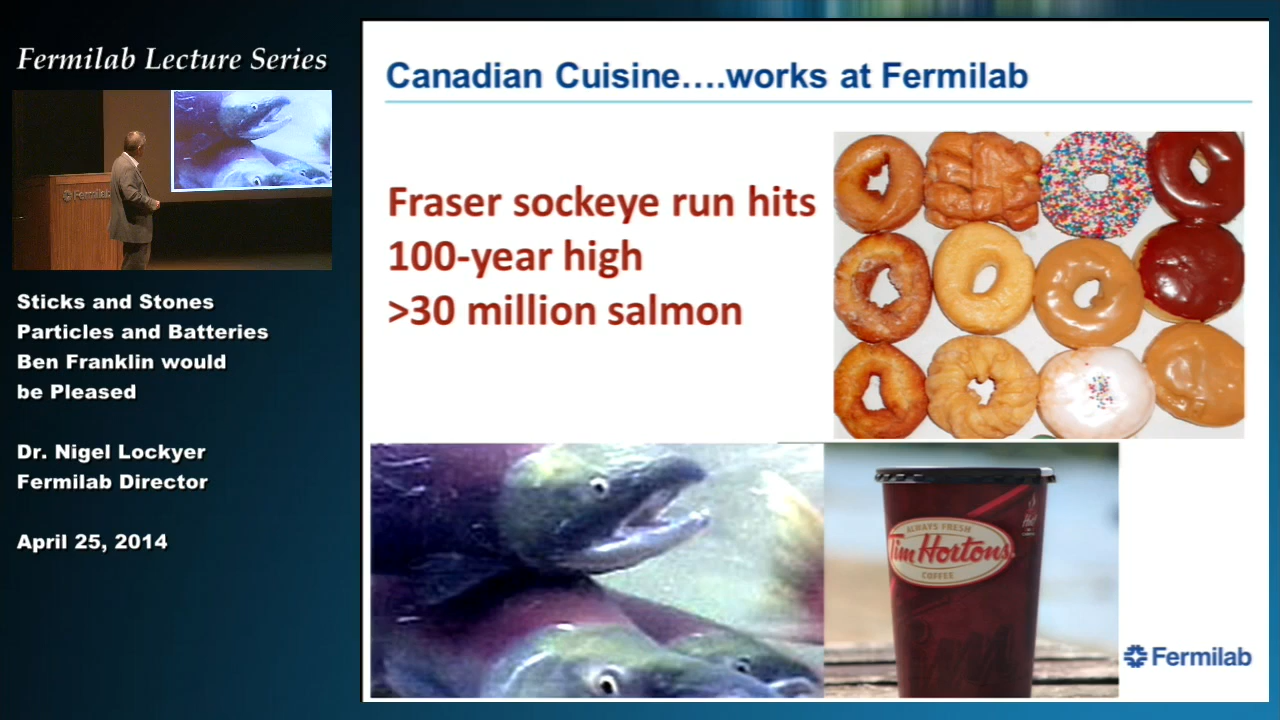 Fermilab Lecture Series
Fermilab
Sticks and Stones
Particles and Batteries
Ben Franklin would
be Pleased
Dr. Nigel Lockyer
Fermilab Director
April 25, 2014
Canadian Cuisine….works at Fermilab
Fraser sockeye run hits
100-year high
>30 million salmon
ALWAYS FRESH
Tim Hortons
COFFEE
Fermilab